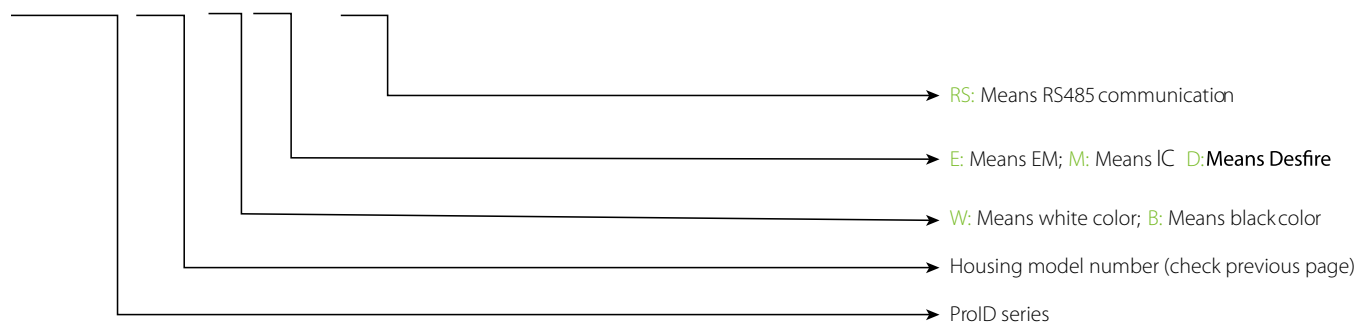 RS: Means RS485 communication
E: Means EM; M: Means IC D:Means Desfire
W: Means white color; B: Means black color
Housing model number (check previous page)
ProID series